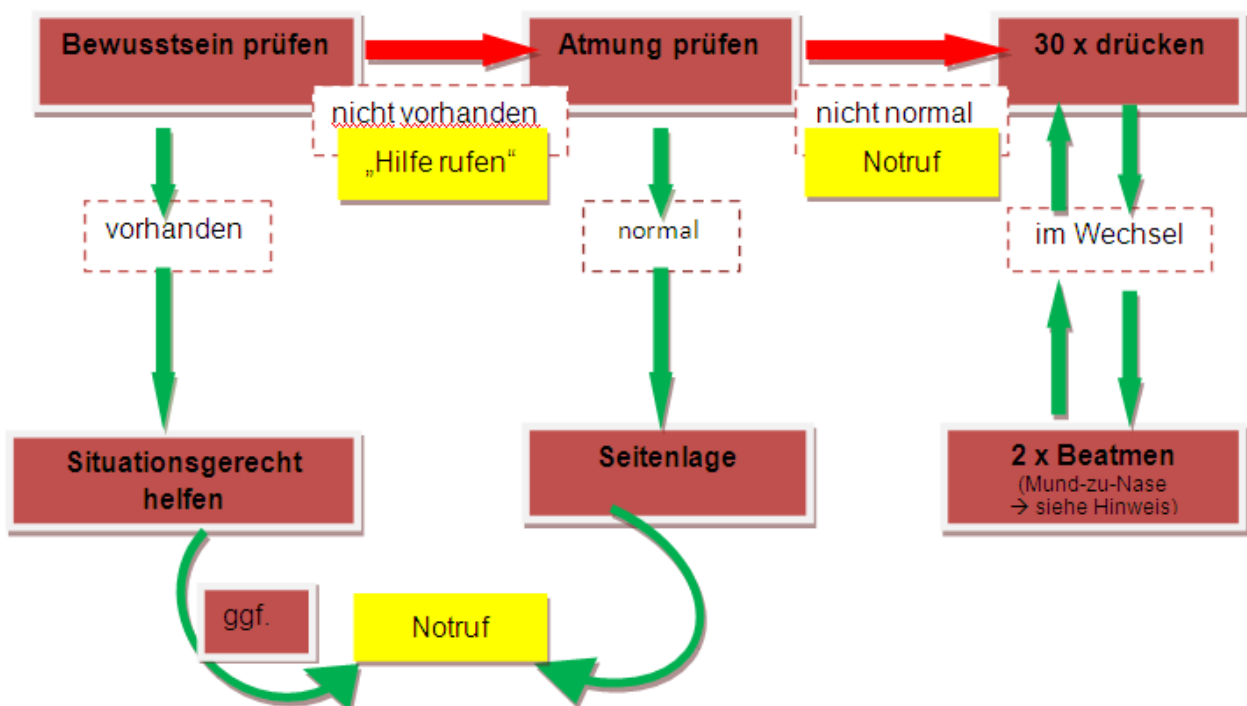 Bewusstsein prüfen
Atmung prüfen
30 x drücken
nicht vorhanden
„Hilfe rufen“
nicht normal
Notruf
vorhanden
normal
im Wechsel
Situationsgerecht
helfen
Seitenlage
2 x Beatmen
(Mund-zu-Nase
→ siehe Hinweis)
ggf.
Notruf